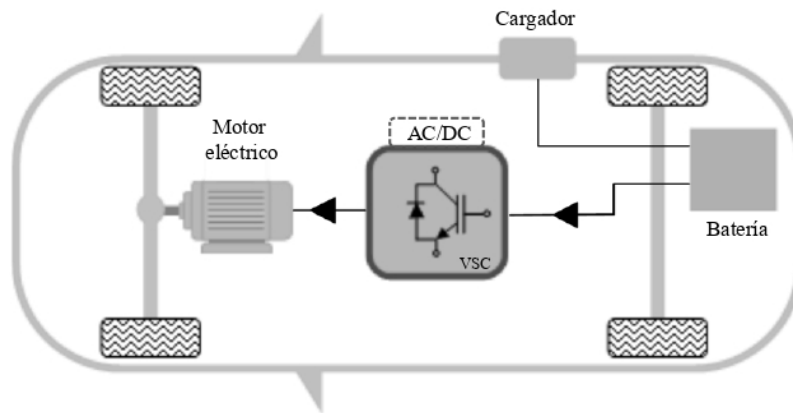 Cargador
AC/DC
Motor
eléctrico
VSC
Batería